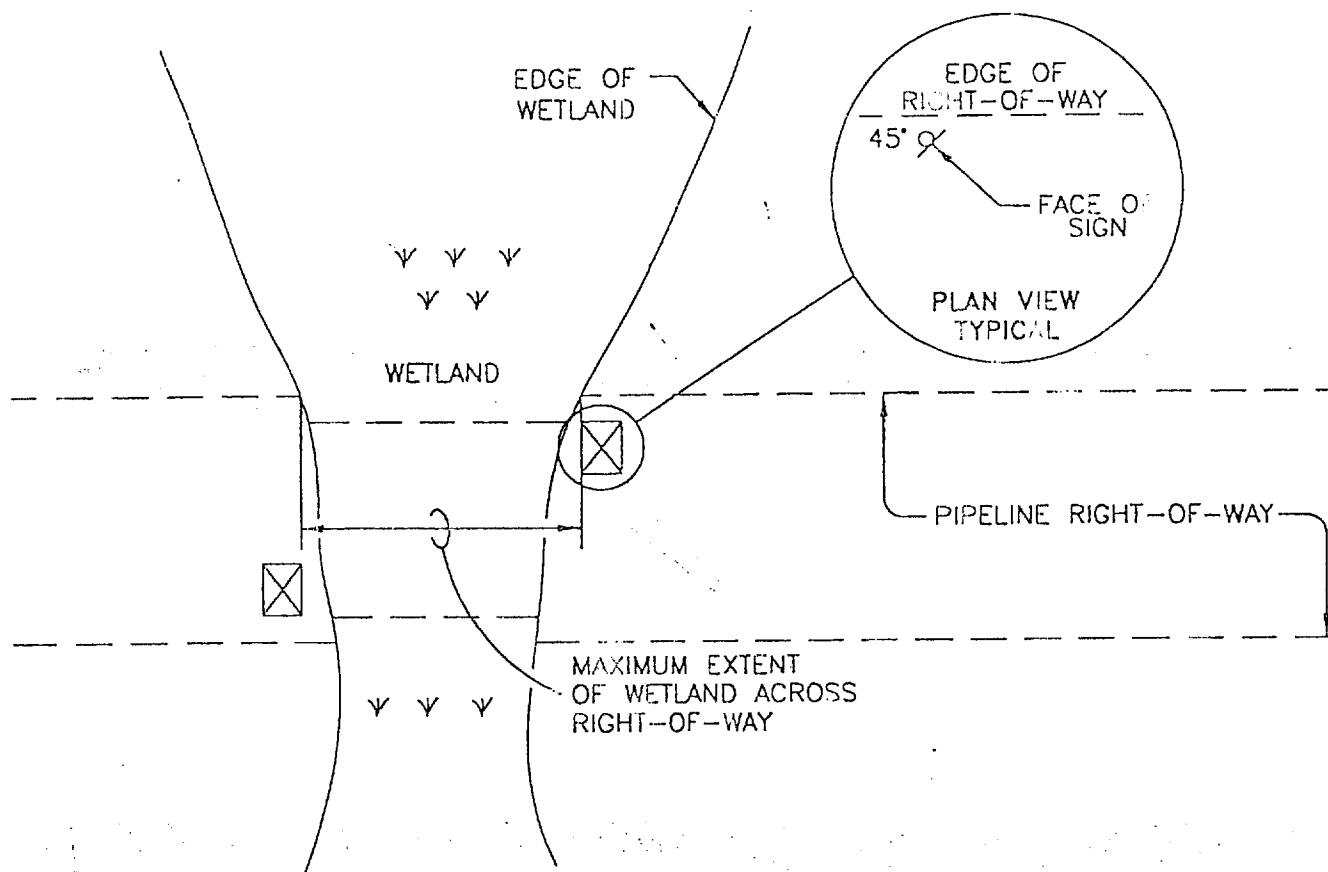 EDGE OF
WETLAND
EDGE OF
RIGHT-OF-WAY
45°
FACE OF
SIGN
PLAN VIEW
TYPICAL
WETLAND
PIPELINE RIGHT-OF-WAY
MAXIMUM EXTENT
OF WETLAND ACROSS
RIGHT-OF-WAY